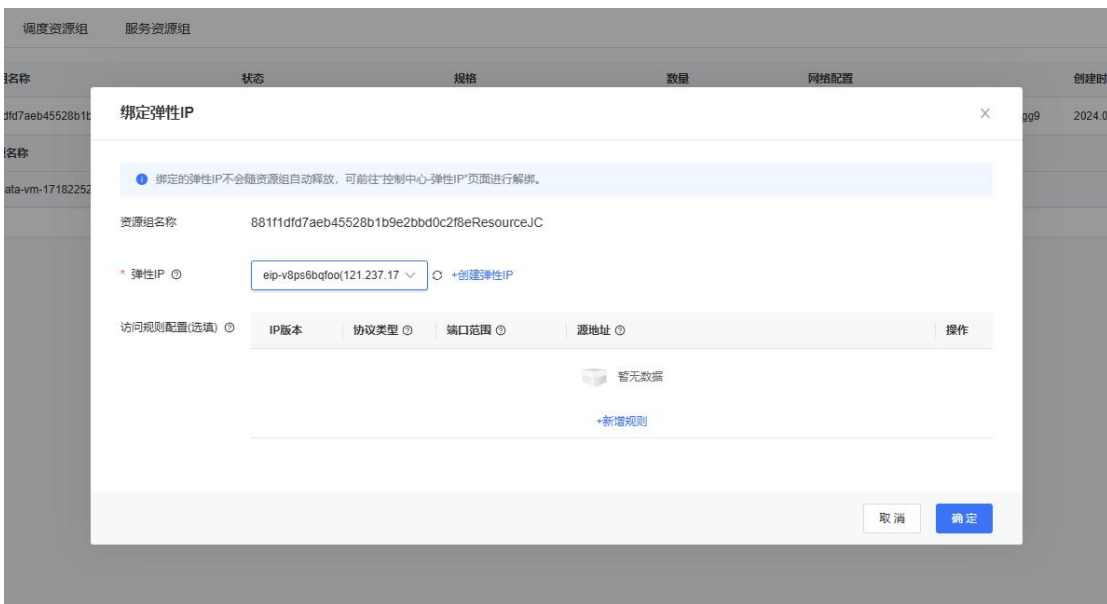 调度资源组 服务资源组
组名称 状态 规格 数量 网络配置 创建时
dfd7aeb45528b1b gg9 2024.0
绑定弹性IP
源名称
ata-vm-17182252
绑定的弹性IP不会随资源组自动释放，可前往“控制中心-弹性IP”页面进行解绑。
资源组名称 881f1dfd7aeb45528b1b9e2bbd0c2f8eResourceJC
* 弹性IP eip-v8ps6bqfoo(121.237.17 +创建弹性IP
访问规则配置(选填) IP版本 协议类型 端口范围 源地址 操作
暂无数据
+新增规则
取消 确定